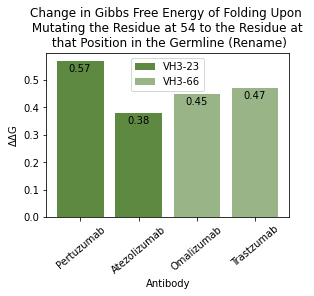 Change in Gibbs Free Energy of Folding Upon
Mutating the Residue at 54 to the Residue at
that Position in the Germline (Rename)
VH3-23
VH3-66
0.57
0.38
0.45
0.47
0.5
0.4
0.3
0.2
0.1
0.0
ΔΔG
Pertuzumab
Atezolizumab
Omalizumab
Trastzumab
Antibody